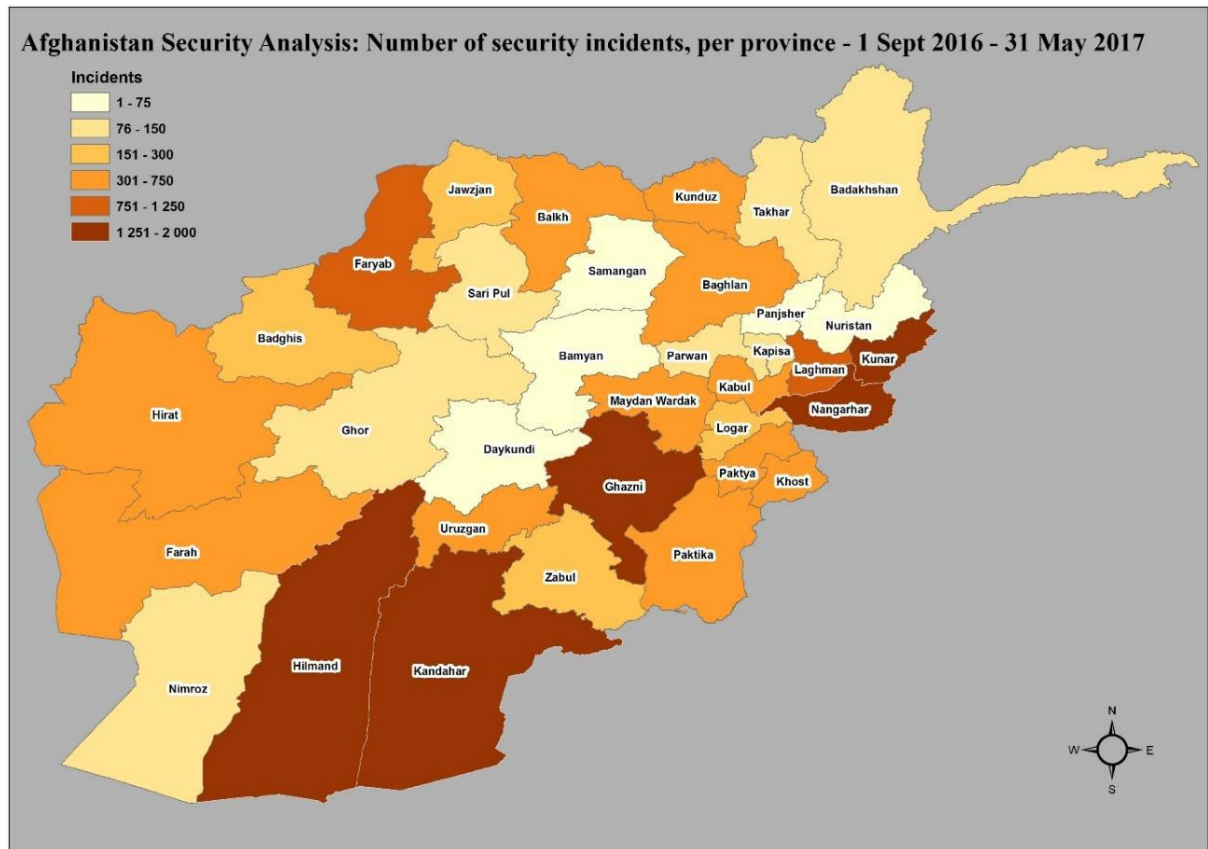 Afghanistan Security Analysis: Number of security incidents, per province - 1 Sept 2016 - 31 May 2017
Incidents
1 - 75
76 - 150
151 - 300
301 - 750
751 - 1 250
1 251 - 2 000
Jawzjan
Balkh
Kunduz
Takhar
Badakhshan
Faryab
Samangan
Baghlan
Sari Pul
Panjsher
Nuristan
Badghis
Bamyan
Parwan
Kapisa
Kunar
Laghman
Kabul
Hirat
Maydan Wardak
Nangarhar
Ghor
Logar
Daykundi
Paktya
Khost
Ghazni
Uruzgan
Farah
Paktika
Zabul
Hilmand
Kandahar
Nimroz
N
W
E
S